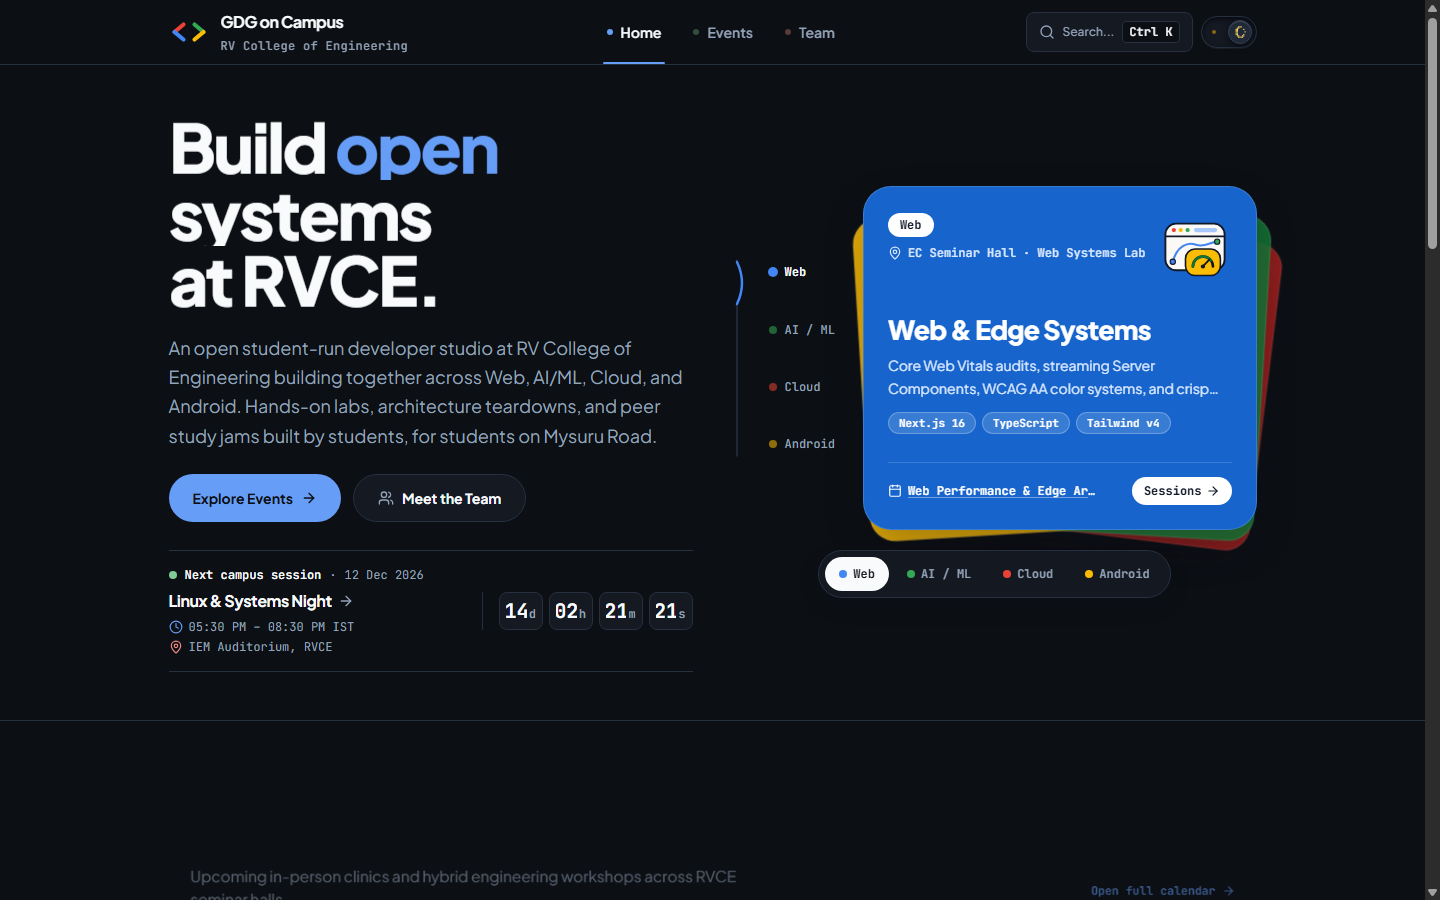 GDG on Campus
RV College of Engineering
Home
Events
Team
Search...
Ctrl K
Build open
systems
at RVCE.
An open student-run developer studio at RV College of
Engineering building together across Web, AI/ML, Cloud, and
Android. Hands-on labs, architecture teardowns, and peer
study jams built by students, for students on Mysuru Road.
Explore Events →
Meet the Team
Next campus session · 12 Dec 2026
Linux & Systems Night →
05:30 PM – 08:30 PM IST
IEM Auditorium, RVCE
14d 02h 21m 21s
Web
AI / ML
Cloud
Android
Web
EC Seminar Hall · Web Systems Lab
Web & Edge Systems
Core Web Vitals audits, streaming Server
Components, WCAG AA color systems, and crisp…
Next.js 16
TypeScript
Tailwind v4
Web Performance & Edge Ar…
Sessions →
Web
AI / ML
Cloud
Android
Upcoming in-person clinics and hybrid engineering workshops across RVCE
seminar halls.
Open full calendar →